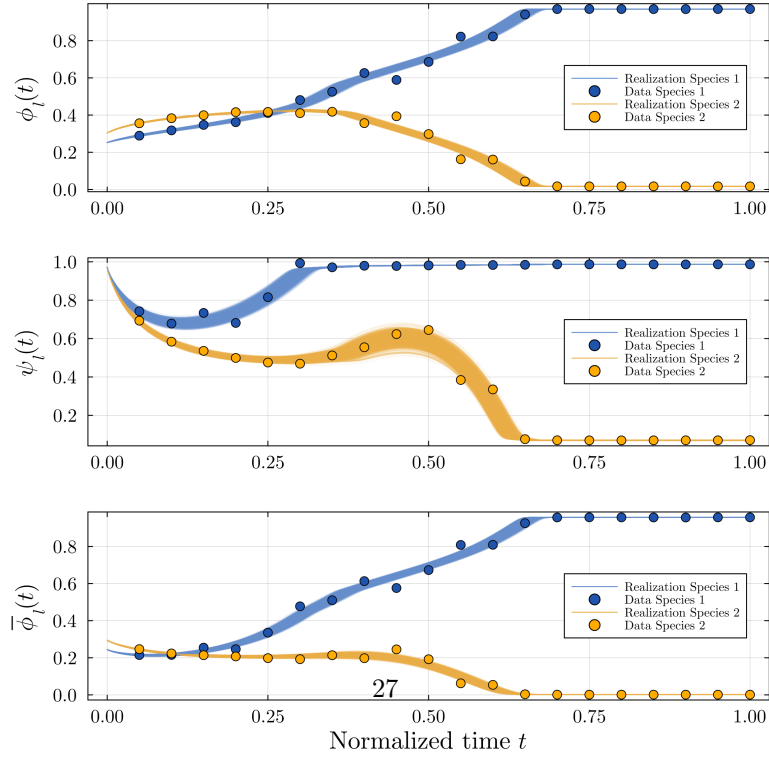 ϕ_l(t)
0.8
0.6
0.4
0.2
0.0
Realization Species 1
Data Species 1
Realization Species 2
Data Species 2
0.00 0.25 0.50 0.75 1.00
ψ_l(t)
1.0
0.8
0.6
0.4
0.2
Realization Species 1
Data Species 1
Realization Species 2
Data Species 2
0.00 0.25 0.50 0.75 1.00
ϕ̅_l(t)
0.8
0.6
0.4
0.2
0.0
Realization Species 1
Data Species 1
Realization Species 2
Data Species 2
27
0.00 0.25 0.50 0.75 1.00
Normalized time t